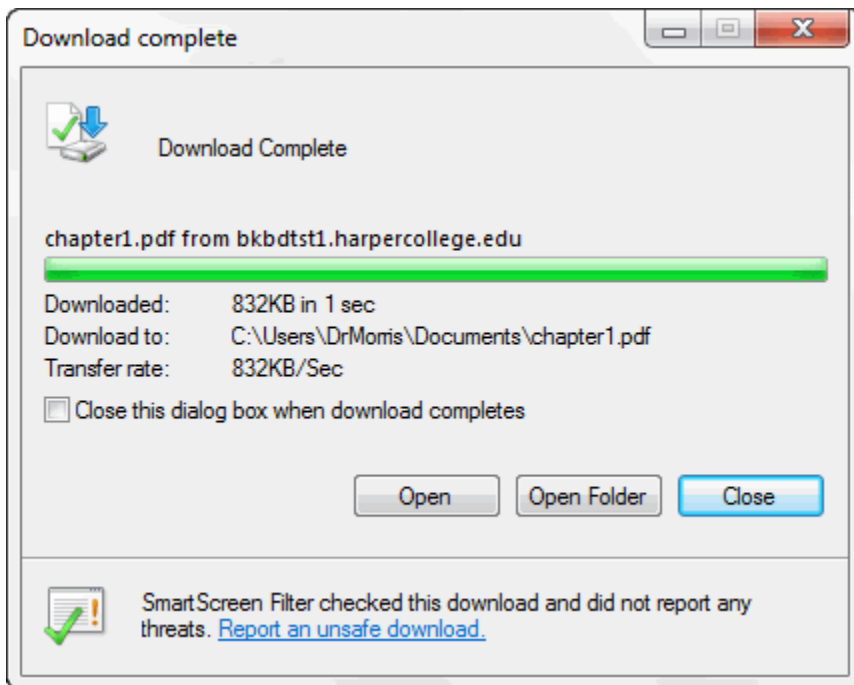 Download complete
Download Complete
chapter1.pdf from bkbdtst1.harpercollege.edu
Downloaded: 832KB in 1 sec
Download to: C:\Users\DrMorris\Documents\chapter1.pdf
Transfer rate: 832KB/Sec
Close this dialog box when download completes
Open Open Folder Close
SmartScreen Filter checked this download and did not report any
threats. Report an unsafe download.